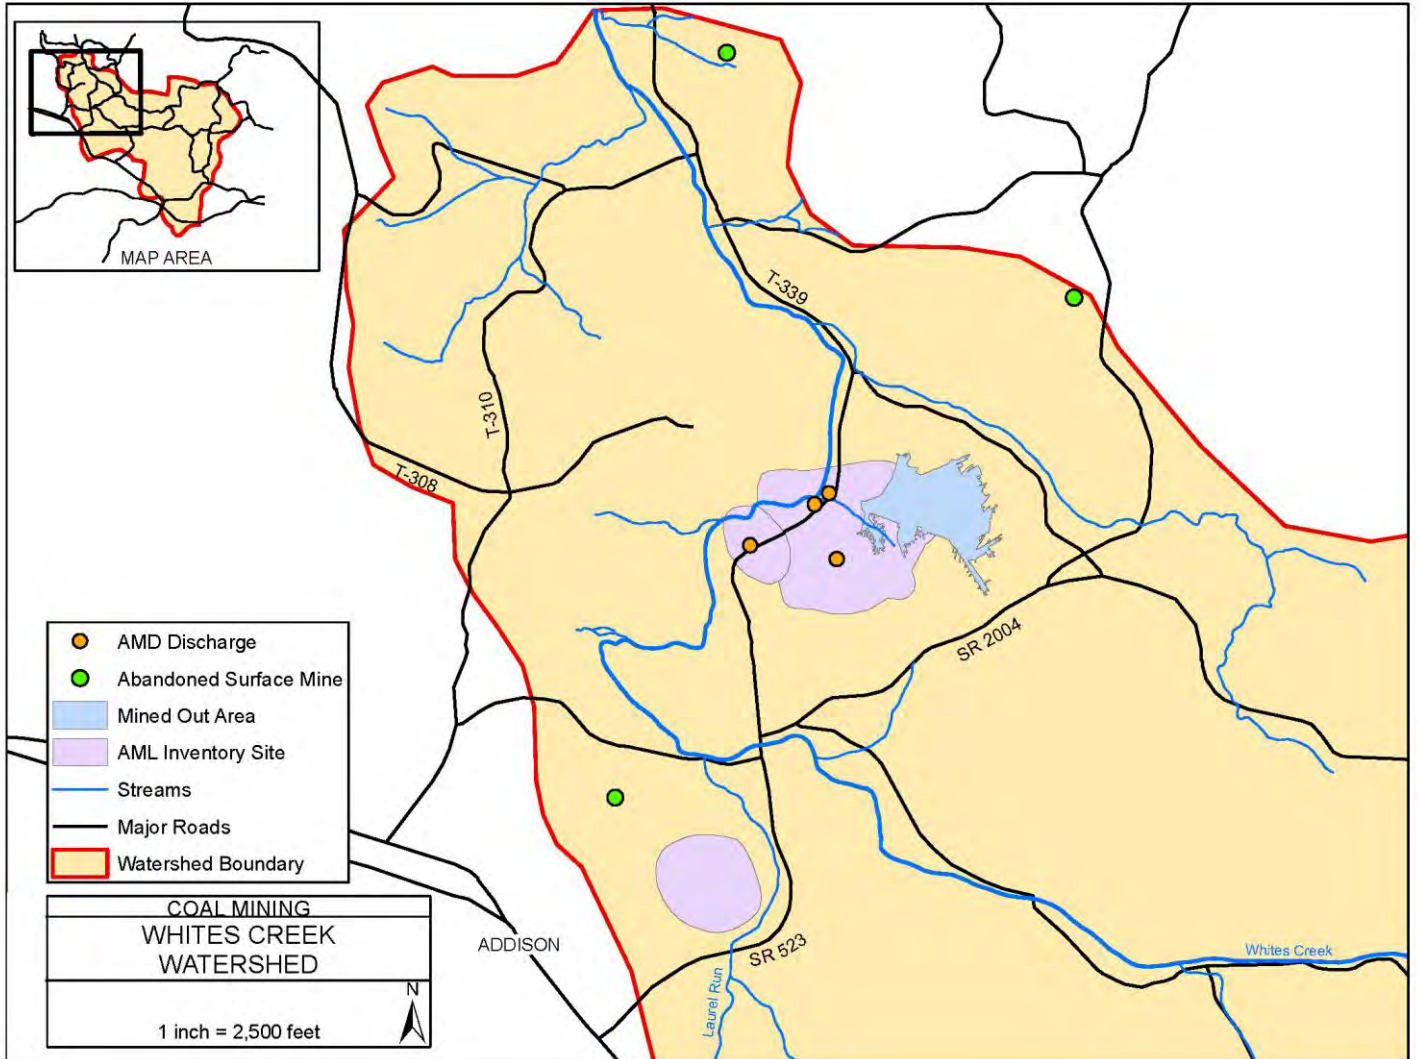 MAP AREA
T-339
T-310
T-308
SR 2004
AMD Discharge
Abandoned Surface Mine
Mined Out Area
AML Inventory Site
Streams
Major Roads
Watershed Boundary
COAL MINING
WHITES CREEK
WATERSHED
N
1 inch = 2,500 feet
ADDISON
SR 523
Laurel Run
Whites Creek